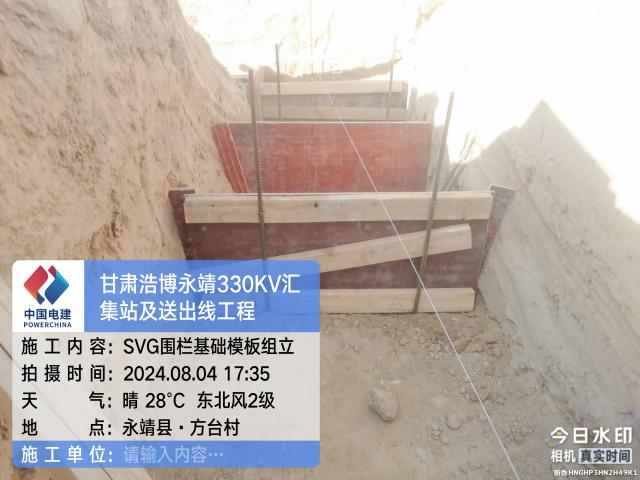 中国电建
POWERCHINA
甘肃浩博永靖330KV汇
集站及送出线工程
施工内容：SVG围栏基础模板组立
拍摄时间：2024.08.04 17:35
天气：晴 28°C 东北风2级
地点：永靖县·方台村
施工单位：请输入内容…
今日水印
相机 真实时间
防伪 HNGHP3HN2H49K1